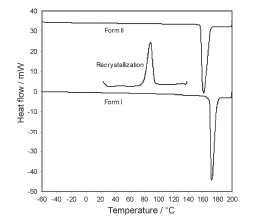 40
30
20
10
0
-10
-20
-30
-40
-50
Heat flow / mW
Form II
Recrystallization
Form I
-60 -40 -20 0 20 40 60 80 100 120 140 160 180 200
Temperature / °C